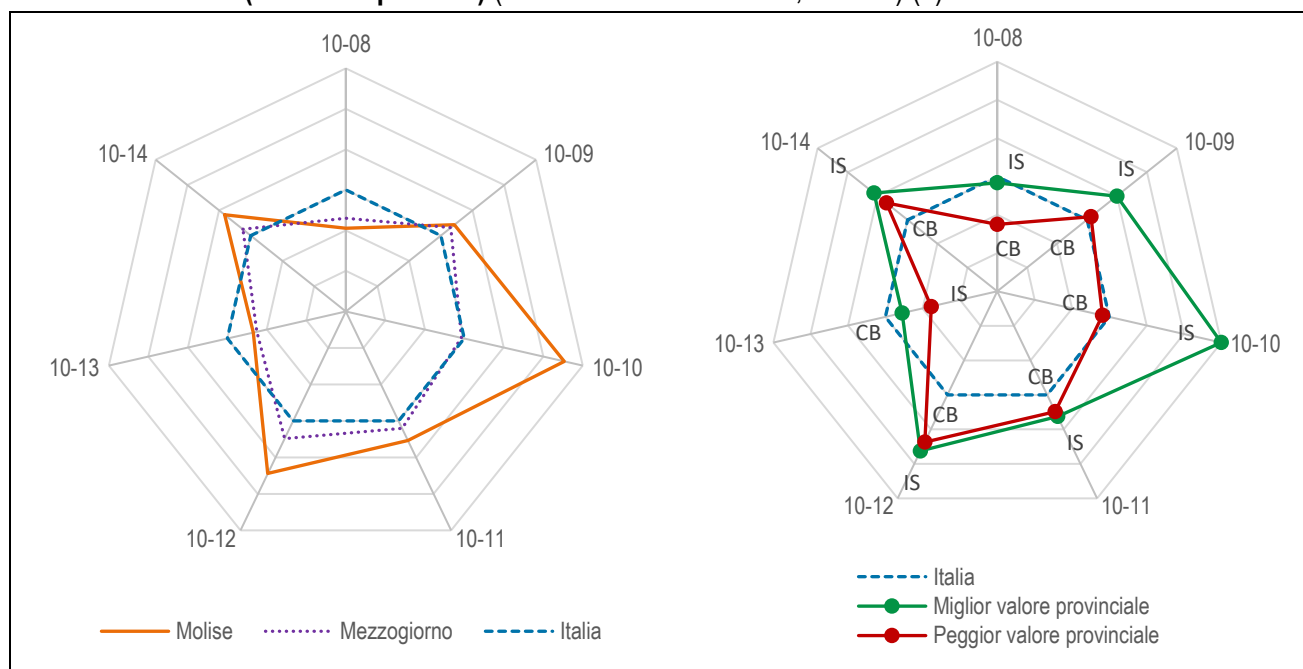 10-08
10-09
10-10
10-11
10-12
10-13
10-14
Molise
Mezzogiorno
Italia
10-08
10-09
10-10
10-11
10-12
10-13
10-14
IS
IS
IS
IS
IS
CB
IS
CB
CB
CB
CB
CB
IS
CB
Italia
Miglior valore provinciale
Peggior valore provinciale